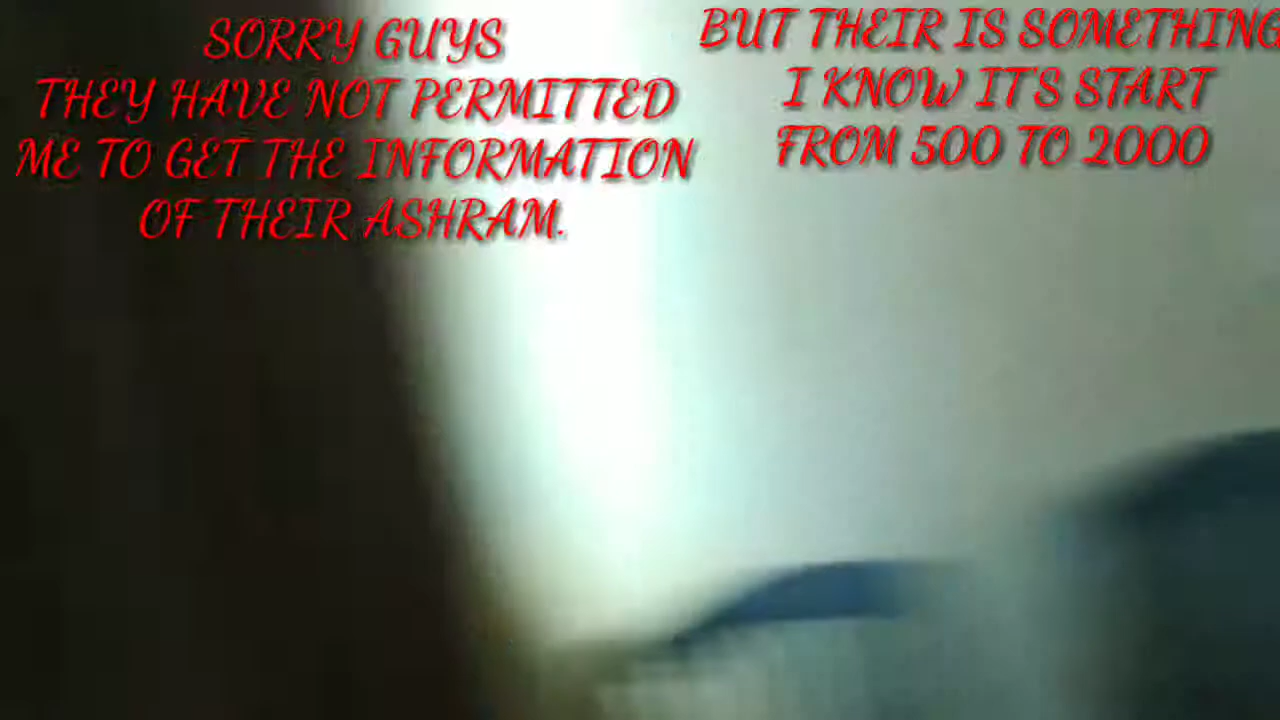 SORRY GUYS
THEY HAVE NOT PERMITTED
ME TO GET THE INFORMATION
OF THEIR ASHRAM.
BUT THEIR IS SOMETHING
I KNOW IT'S START
FROM 500 TO 2000